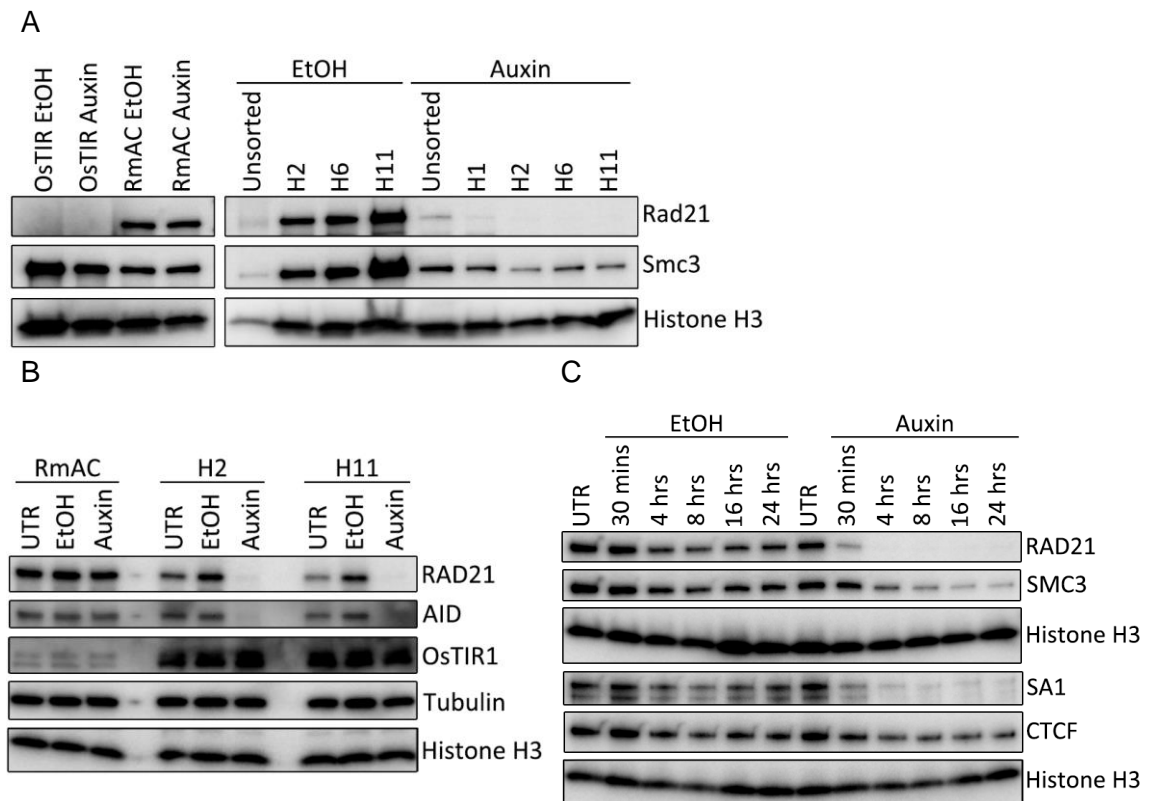 A
OsTIR EtOH
OsTIR Auxin
RmAC EtOH
RmAC Auxin
EtOH
Auxin
Unsorted
H2
H6
H11
Unsorted
H1
H2
H6
H11
Rad21
Smc3
Histone H3
B
RmAC
H2
H11
UTR
EtOH
Auxin
UTR
EtOH
Auxin
UTR
EtOH
Auxin
RAD21
AID
OsTIR1
Tubulin
Histone H3
C
EtOH
Auxin
UTR
30 mins
4 hrs
8 hrs
16 hrs
24 hrs
UTR
30 mins
4 hrs
8 hrs
16 hrs
24 hrs
RAD21
SMC3
Histone H3
SA1
CTCF
Histone H3